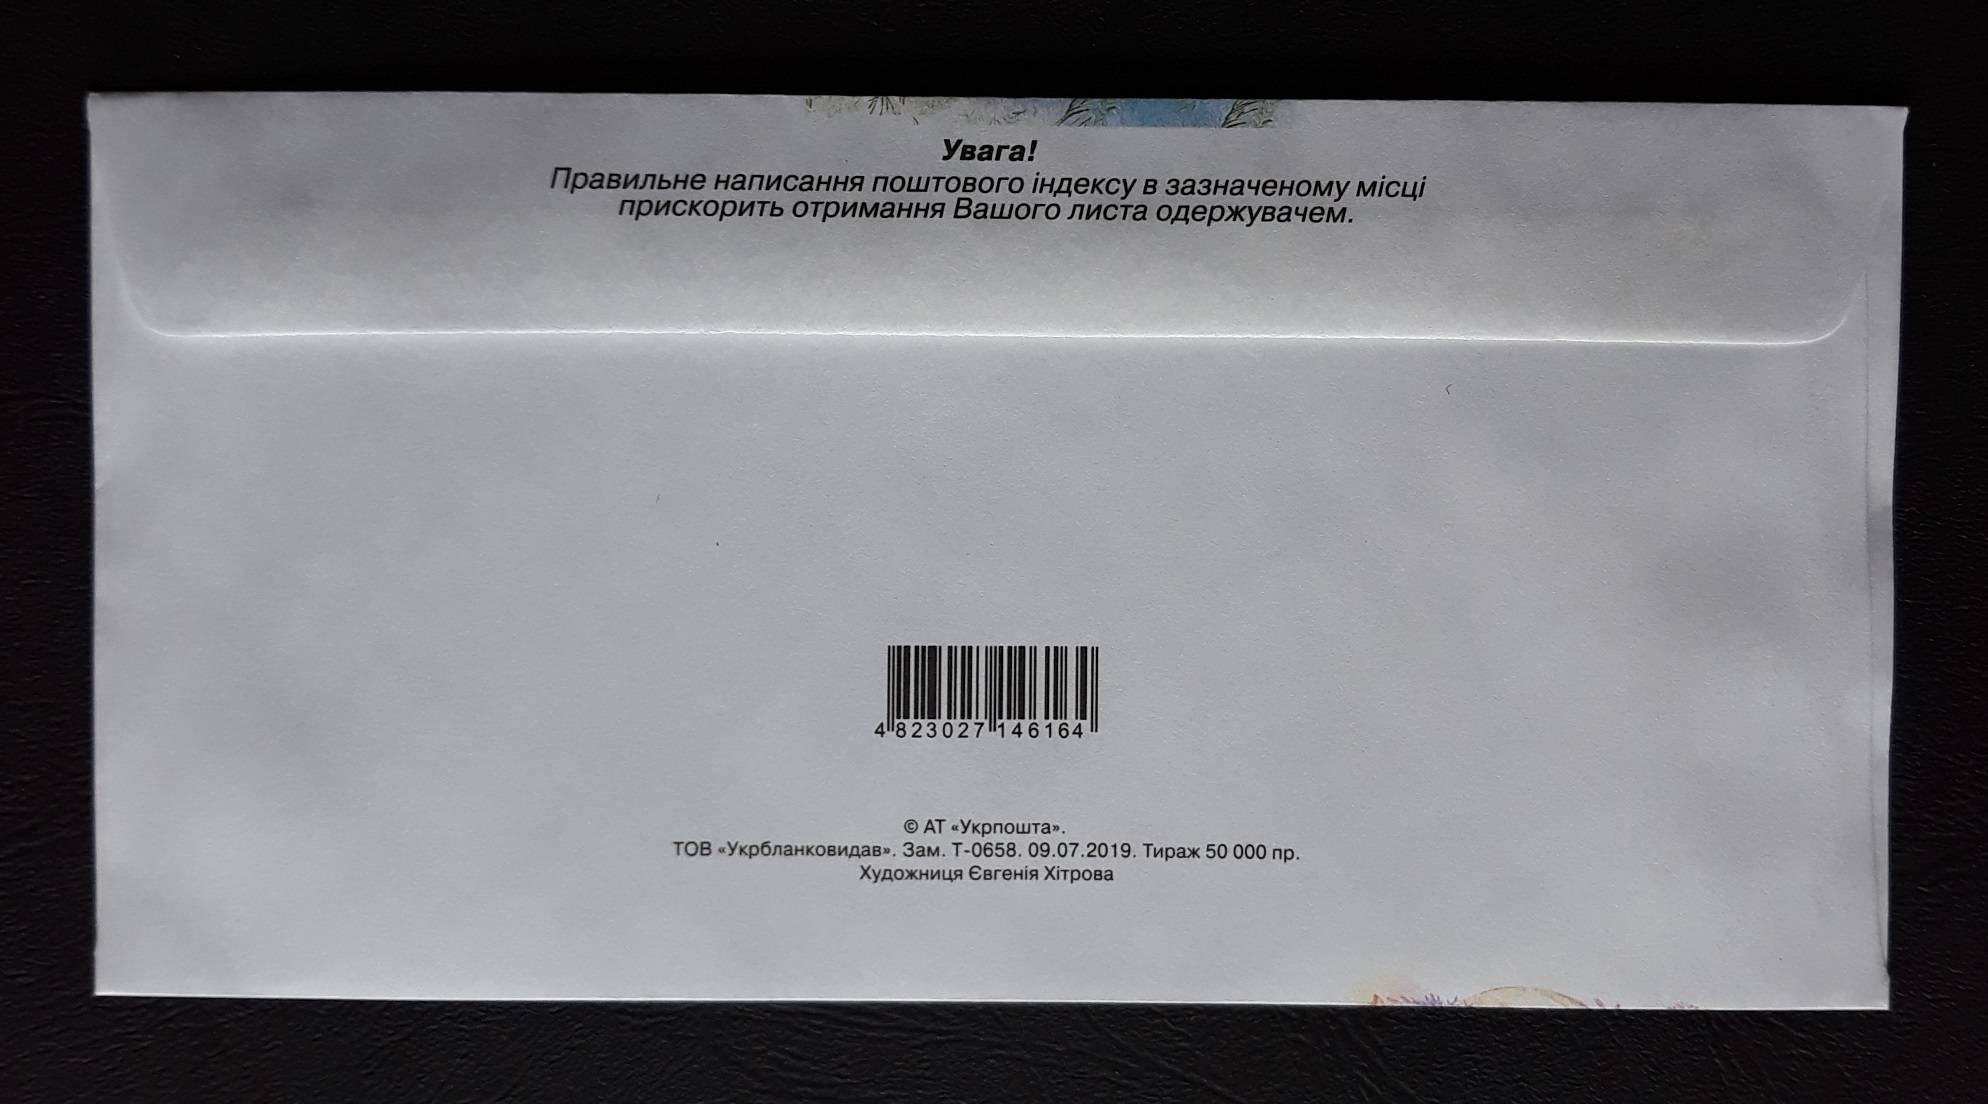 Увага!
Правильне написання поштового індексу в зазначеному місці
прискорить отримання Вашого листа одержувачем.
4 823027 146164
© АТ «Укрпошта».
ТОВ «Укрбланковидав». Зам. Т-0658. 09.07.2019. Тираж 50 000 пр.
Художниця Євгенія Хітрова